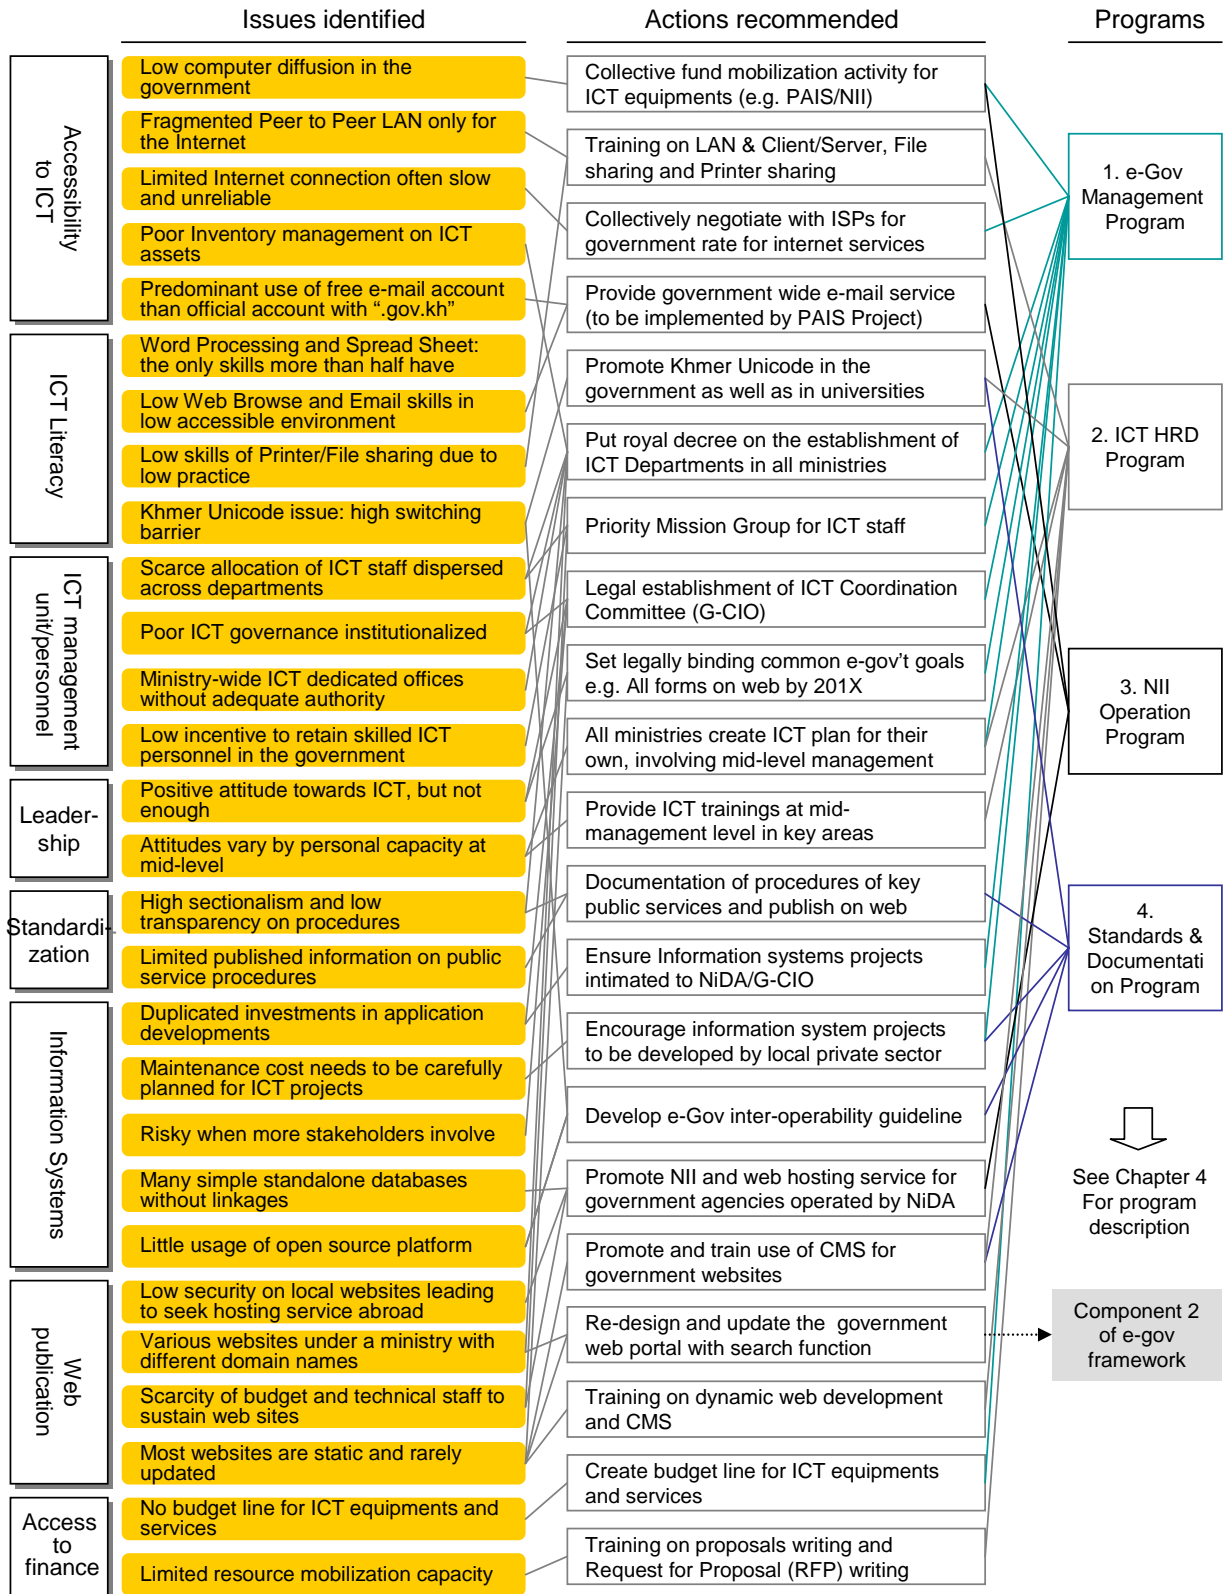 Issues identified
Actions recommended
Programs
Accessibility
to ICT
Low computer diffusion in the
government
Fragmented Peer to Peer LAN only for
the Internet
Limited Internet connection often slow
and unreliable
Poor Inventory management on ICT
assets
Predominant use of free e-mail account
than official account with “.gov.kh”
ICT Literacy
Word Processing and Spread Sheet:
the only skills more than half have
Low Web Browse and Email skills in
low accessible environment
Low skills of Printer/File sharing due to
low practice
Khmer Unicode issue: high switching
barrier
ICT management
unit/personnel
Scarce allocation of ICT staff dispersed
across departments
Poor ICT governance institutionalized
Ministry-wide ICT dedicated offices
without adequate authority
Low incentive to retain skilled ICT
personnel in the government
Leader-
ship
Positive attitude towards ICT, but not
enough
Attitudes vary by personal capacity at
mid-level
Standardi-
zation
High sectionalism and low
transparency on procedures
Limited published information on public
service procedures
Information Systems
Duplicated investments in application
developments
Maintenance cost needs to be carefully
planned for ICT projects
Risky when more stakeholders involve
Many simple standalone databases
without linkages
Little usage of open source platform
Web
publication
Low security on local websites leading
to seek hosting service abroad
Various websites under a ministry with
different domain names
Scarcity of budget and technical staff to
sustain web sites
Most websites are static and rarely
updated
Access
to
finance
No budget line for ICT equipments and
services
Limited resource mobilization capacity
Collective fund mobilization activity for
ICT equipments (e.g. PAIS/NII)
Training on LAN & Client/Server, File
sharing and Printer sharing
Collectively negotiate with ISPs for
government rate for internet services
Provide government wide e-mail service
(to be implemented by PAIS Project)
Promote Khmer Unicode in the
government as well as in universities
Put royal decree on the establishment of
ICT Departments in all ministries
Priority Mission Group for ICT staff
Legal establishment of ICT Coordination
Committee (G-CIO)
Set legally binding common e-gov’t goals
e.g. All forms on web by 201X
All ministries create ICT plan for their
own, involving mid-level management
Provide ICT trainings at mid-
management level in key areas
Documentation of procedures of key
public services and publish on web
Ensure Information systems projects
intimated to NiDA/G-CIO
Encourage information system projects
to be developed by local private sector
Develop e-Gov inter-operability guideline
Promote NII and web hosting service for
government agencies operated by NiDA
Promote and train use of CMS for
government websites
Re-design and update the government
web portal with search function
Training on dynamic web development
and CMS
Create budget line for ICT equipments
and services
Training on proposals writing and
Request for Proposal (RFP) writing
1. e-Gov
Management
Program
2. ICT HRD
Program
3. NII
Operation
Program
4.
Standards &
Documentati
on Program
See Chapter 4
For program
description
Component 2
of e-gov
framework